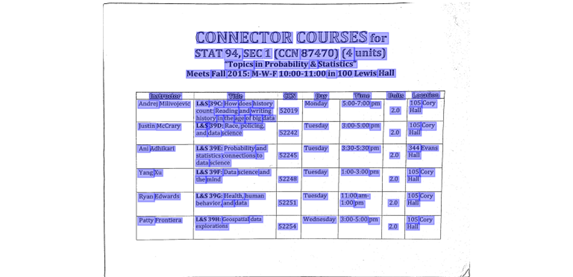 CONNECTOR COURSES for
STAT 94, SEC 1 (CCN 87470) (4 units)
"Topics in Probability & Statistics"
Meets Fall 2015: M-W-F 10:00-11:00 in 100 Lewis Hall
Instructor Title Day Time Units Location
Andrej Milivojevic L&S 39C: How does history Monday 5:00-7:00 pm 105 Cory
count: Reading and writing 52019 2.0 Hall
history in the age of big data
Justin McCrary L&S 39D: Race, policing, Tuesday 3:00-5:00 pm 105 Cory
and data science 52242 2.0 Hall
Ani Adhikari L&S 39E: Probability and Tuesday 3:30-5:30 pm 344 Evans
statistics connections to 52245 2.0 Hall
data science
Yang Xu L&S 39F: Data science and Tuesday 1:00-3:00 pm 105 Cory
the mind 52248 2.0 Hall
Ryan Edwards L&S 39G: Health, human Tuesday 11:00 am- 105 Cory
behavior, and data 52251 1:00 pm 2.0 Hall
Patty Frontiera L&S 39H: Geospatial data Wednesday 3:00-5:00 pm 105 Cory
explorations 52254 2.0 Hall